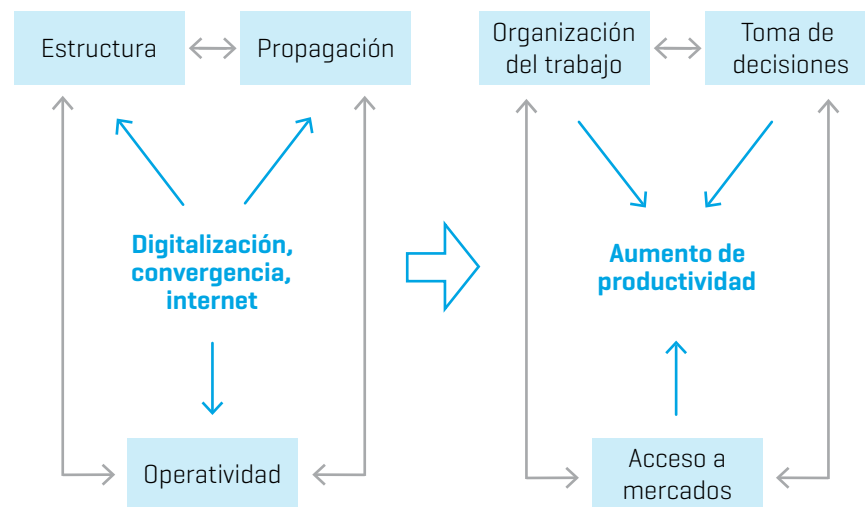 Estructura
Propagación
Organización
del trabajo
Toma de
decisiones
Digitalización,
convergencia,
internet
Aumento de
productividad
Operatividad
Acceso a
mercados